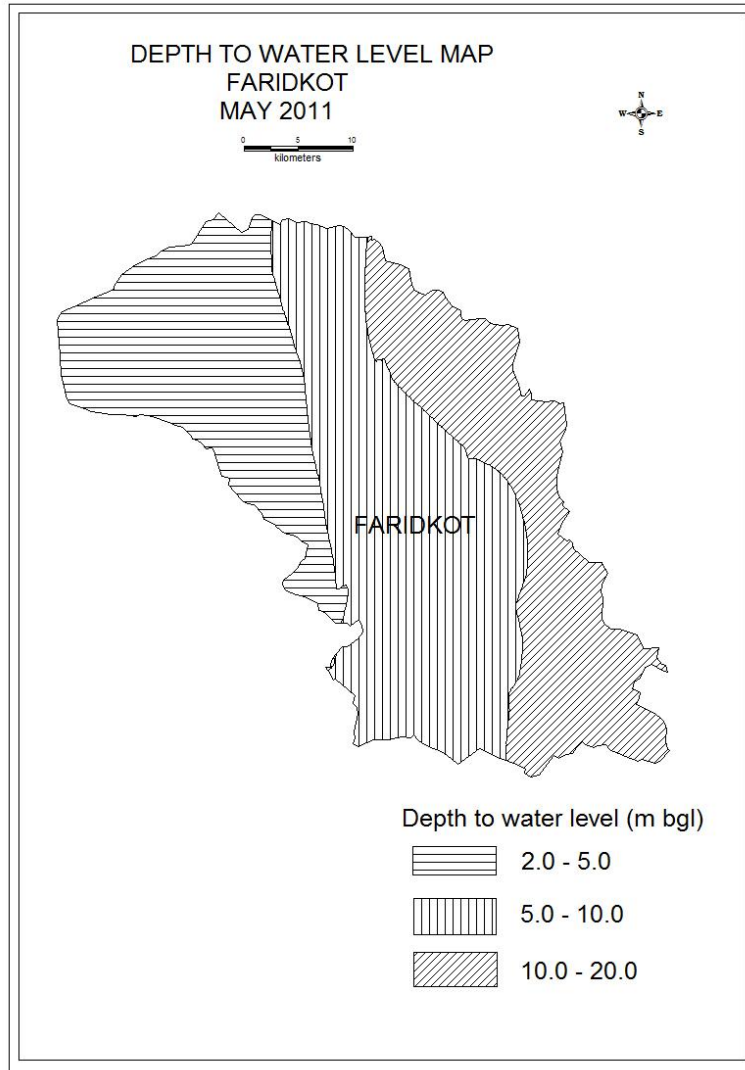 DEPTH TO WATER LEVEL MAP
FARIDKOT
MAY 2011
0 5 10
kilometers
N
W E
S
FARIDKOT
Depth to water level (m bgl)
2.0 - 5.0
5.0 - 10.0
10.0 - 20.0